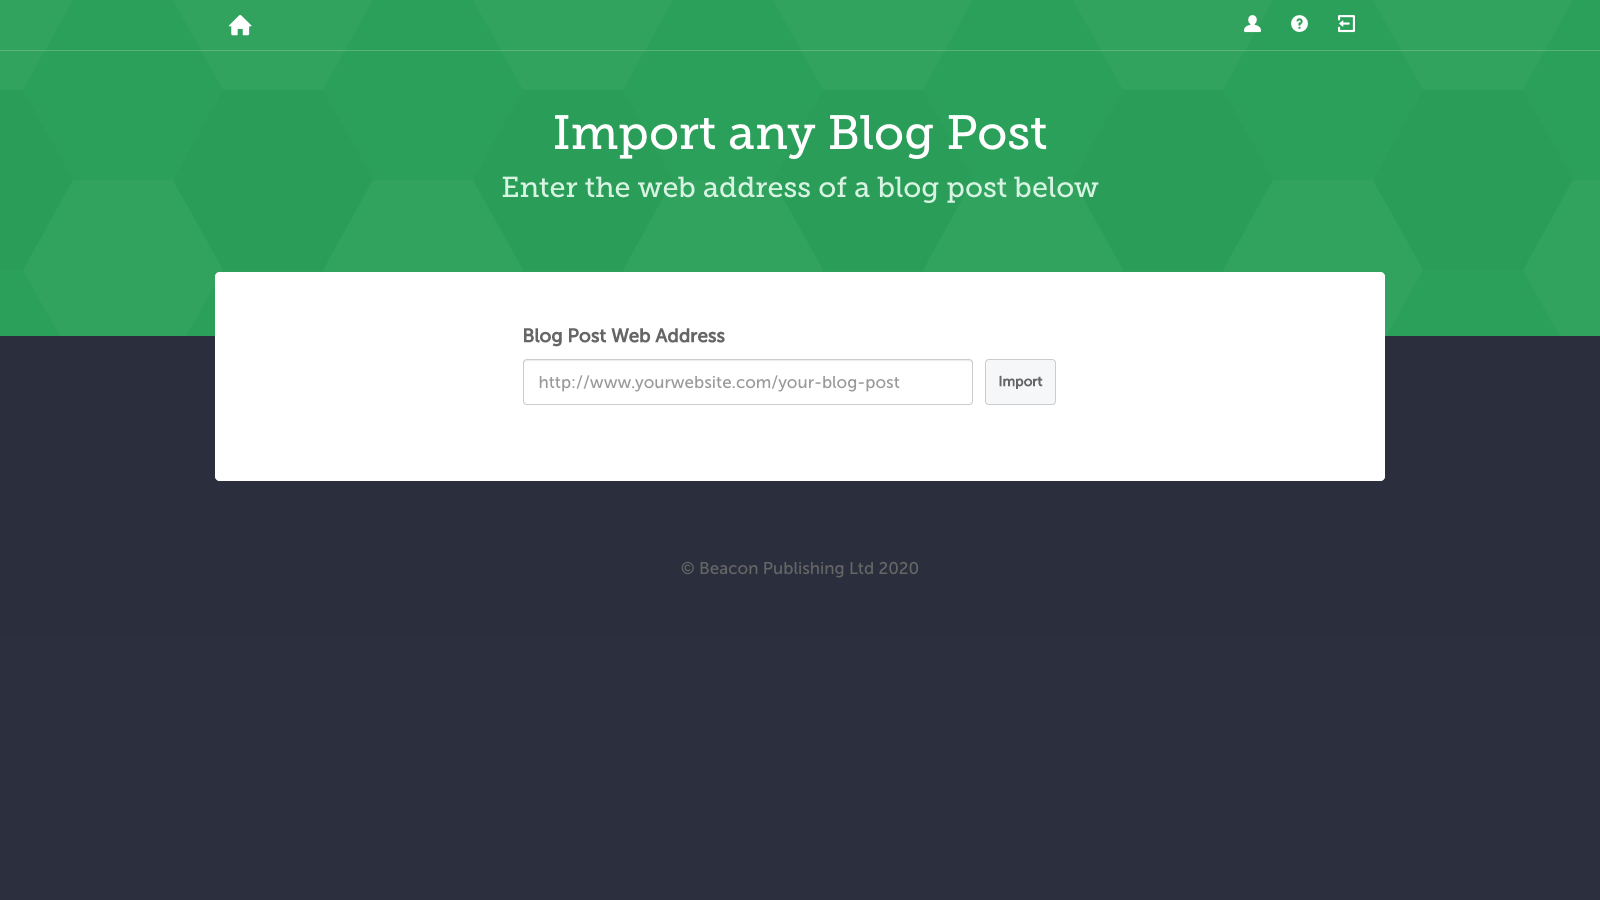 Import any Blog Post
Enter the web address of a blog post below
Blog Post Web Address
http://www.yourwebsite.com/your-blog-post
Import
© Beacon Publishing Ltd 2020